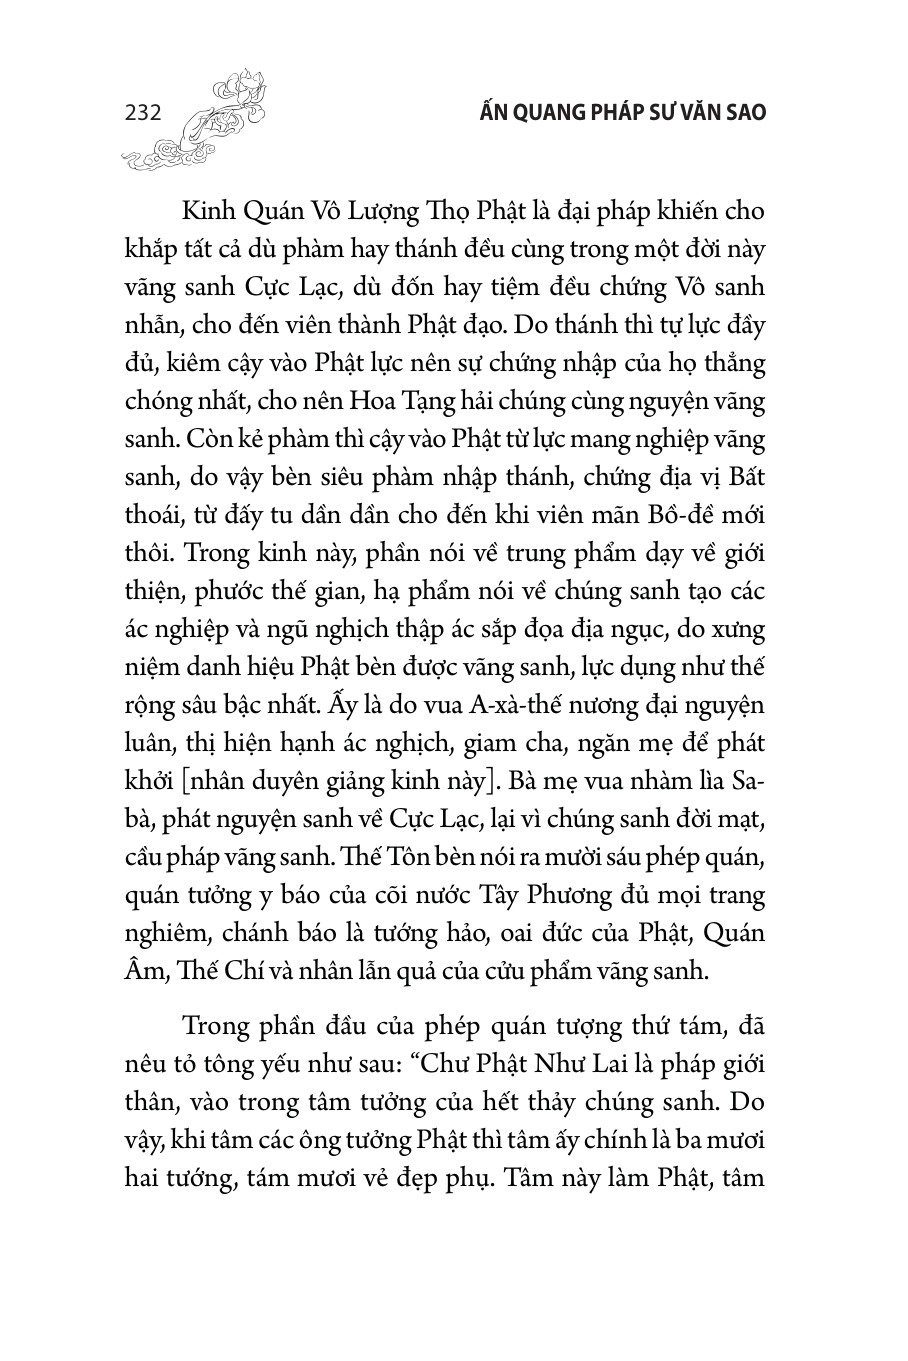 232
ẤN QUANG PHÁP SƯ VĂN SAO
Kinh Quán Vô Lượng Thọ Phật là đại pháp khiến cho
khắp tất cả dù phàm hay thánh đều cùng trong một đời này
vãng sanh Cực Lạc, dù đốn hay tiệm đều chứng Vô sanh
nhẫn, cho đến viên thành Phật đạo. Do thánh thì tự lực đầy
đủ, kiêm cậy vào Phật lực nên sự chứng nhập của họ thẳng
chóng nhất, cho nên Hoa Tạng hải chúng cùng nguyện vãng
sanh. Còn kẻ phàm thì cậy vào Phật từ lực mang nghiệp vãng
sanh, do vậy bèn siêu phàm nhập thánh, chứng địa vị Bất
thoái, từ đấy tu dần dần cho đến khi viên mãn Bồ-đề mới
thôi. Trong kinh này, phần nói về trung phẩm dạy về giới
thiện, phước thế gian, hạ phẩm nói về chúng sanh tạo các
ác nghiệp và ngũ nghịch thập ác sắp đọa địa ngục, do xưng
niệm danh hiệu Phật bèn được vãng sanh, lực dụng như thế
rộng sâu bậc nhất. Ấy là do vua A-xà-thế nương đại nguyện
luân, thị hiện hạnh ác nghịch, giam cha, ngăn mẹ để phát
khởi [nhân duyên giảng kinh này]. Bà mẹ vua nhàm lìa Sa-
bà, phát nguyện sanh về Cực Lạc, lại vì chúng sanh đời mạt,
cầu pháp vãng sanh. Thế Tôn bèn nói ra mười sáu phép quán,
quán tưởng y báo của cõi nước Tây Phương đủ mọi trang
nghiêm, chánh báo là tướng hảo, oai đức của Phật, Quán
Âm, Thế Chí và nhân lẫn quả của cửu phẩm vãng sanh.
Trong phần đầu của phép quán tượng thứ tám, đã
nêu tỏ tông yếu như sau: “Chư Phật Như Lai là pháp giới
thân, vào trong tâm tưởng của hết thảy chúng sanh. Do
vậy, khi tâm các ông tưởng Phật thì tâm ấy chính là ba mươi
hai tướng, tám mươi vẻ đẹp phụ. Tâm này làm Phật, tâm